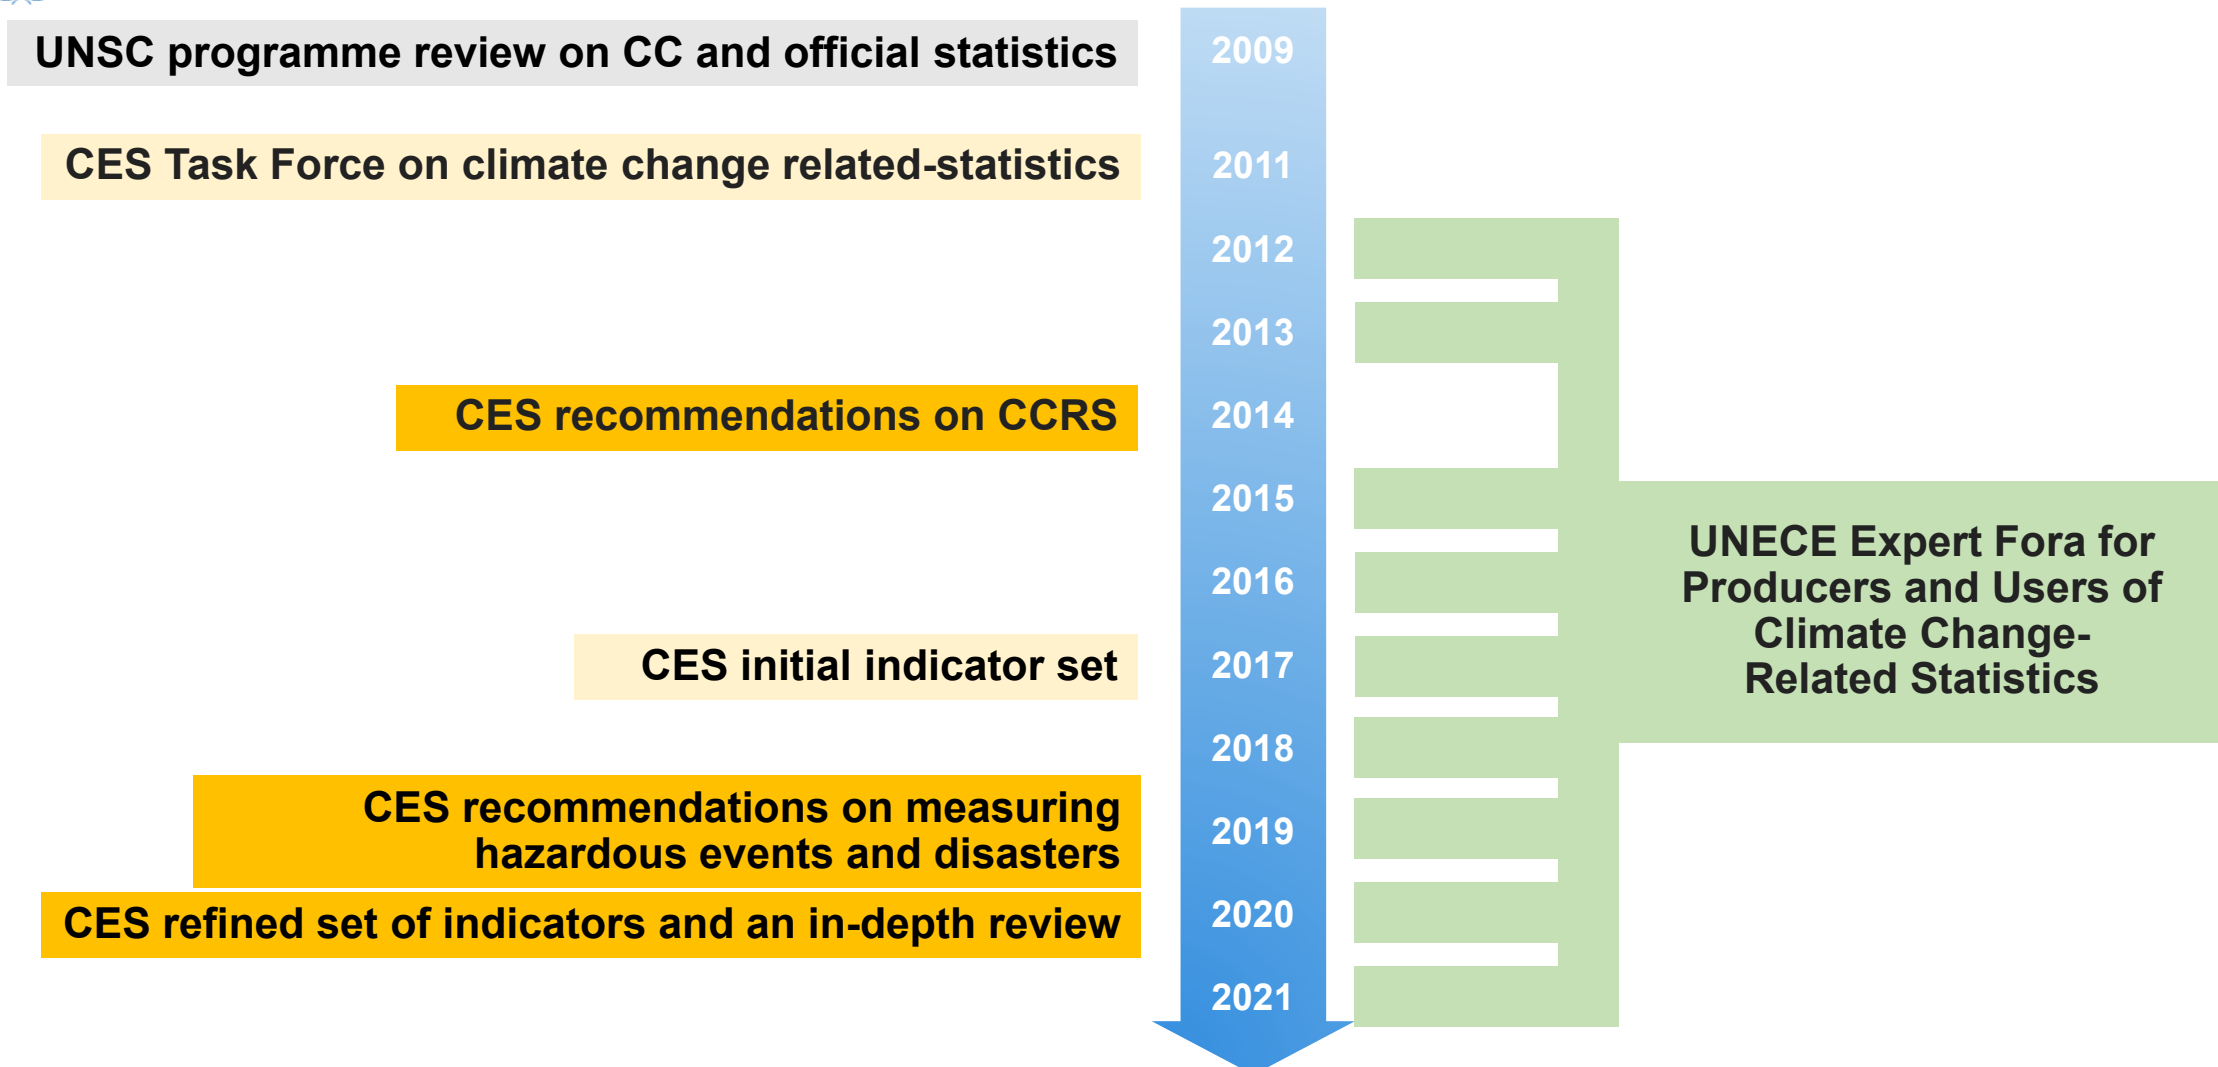 UNSC programme review on CC and official statistics
2009
CES Task Force on climate change related-statistics
2011
2012
2013
CES recommendations on CCRS
2014
2015
2016
CES initial indicator set
2017
2018
CES recommendations on measuring
hazardous events and disasters
2019
CES refined set of indicators and an in-depth review
2020
2021
UNECE Expert Fora for
Producers and Users of
Climate Change-
Related Statistics